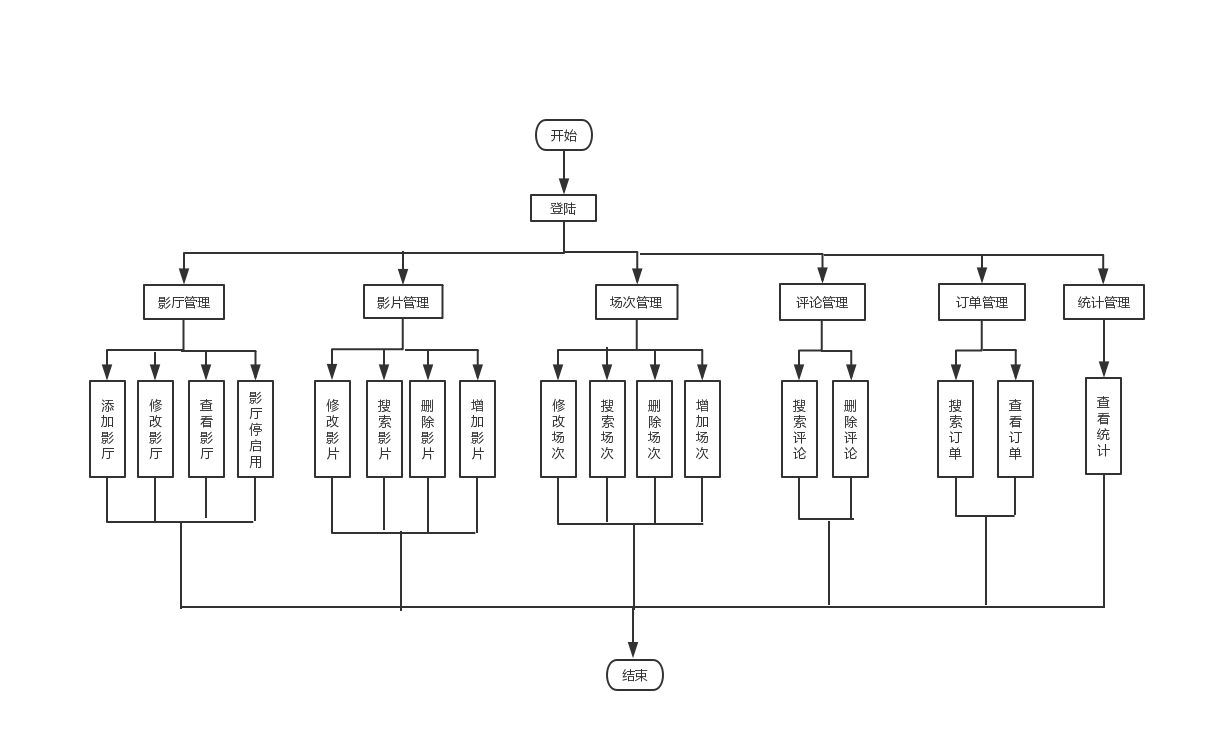 开始
登陆
影厅管理
影片管理
场次管理
评论管理
订单管理
统计管理
添加影厅
修改影厅
查看影厅
影厅停启用
修改影片
搜索影片
删除影片
增加影片
修改场次
搜索场次
删除场次
增加场次
搜索评论
删除评论
搜索订单
查看订单
查看统计
结束